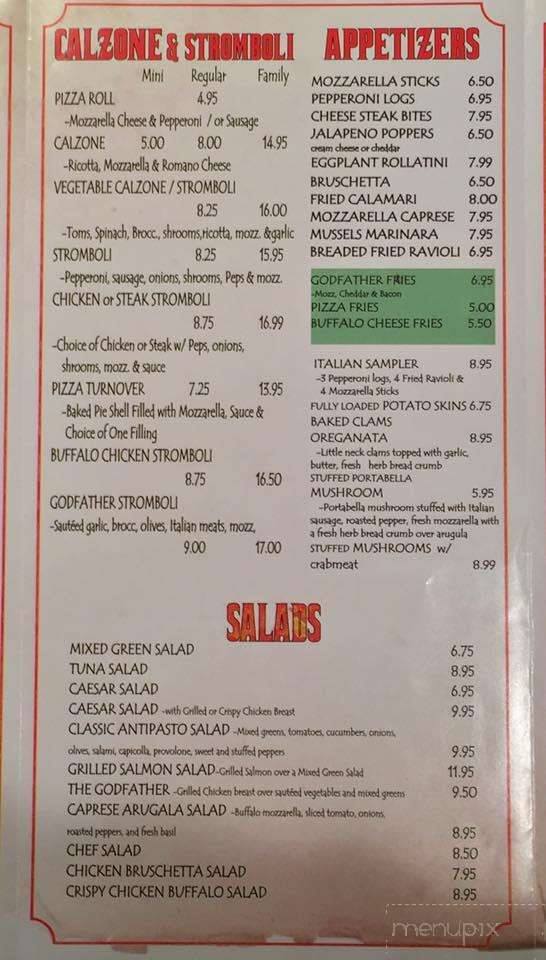 CALZONE & STROMBOLI
Mini Regular Family
PIZZA ROLL 4.95
-Mozzarella Cheese & Pepperoni / or Sausage
CALZONE 5.00 8.00 14.95
-Ricotta, Mozzarella & Romano Cheese
VEGETABLE CALZONE / STROMBOLI
8.25 16.00
-Toms, Spinach, Brocc., shrooms,ricotta, mozz. &garlic
STROMBOLI 8.25 15.95
-Pepperoni, sausage, onions, shrooms, Peps & mozz.
CHICKEN or STEAK STROMBOLI
8.75 16.99
-Choice of Chicken or Steak w/ Peps, onions,
shrooms, mozz. & sauce
PIZZA TURNOVER 7.25 13.95
-Baked Pie Shell Filled with Mozzarella, Sauce &
Choice of One Filling
BUFFALO CHICKEN STROMBOLI
8.75 16.50
GODFATHER STROMBOLI
-Sautéed garlic, brocc, olives, Italian meats, mozz,
9.00 17.00
APPETIZERS
MOZZARELLA STICKS 6.50
PEPPERONI LOGS 6.95
CHEESE STEAK BITES 7.95
JALAPENO POPPERS 6.50
cream cheese or cheddar
EGGPLANT ROLLATINI 7.99
BRUSCHETTA 6.50
FRIED CALAMARI 8.00
MOZZARELLA CAPRESE 7.95
MUSSELS MARINARA 7.95
BREADED FRIED RAVIOLI 6.95
GODFATHER FRIES 6.95
-Mozz, Cheddar & Bacon
PIZZA FRIES 5.00
BUFFALO CHEESE FRIES 5.50
ITALIAN SAMPLER 8.95
-3 Pepperoni logs, 4 Fried Ravioli &
4 Mozzarella Sticks
FULLY LOADED POTATO SKINS 6.75
BAKED CLAMS
OREGANATA 8.95
-Little neck clams topped with garlic,
butter, fresh herb bread crumb
STUFFED PORTABELLA
MUSHROOM 5.95
-Portabella mushroom stuffed with Italian
sausage, roasted pepper, fresh mozzarella with
a fresh herb bread crumb over arugula
STUFFED MUSHROOMS w/
crabmeat 8.99
SALADS
MIXED GREEN SALAD 6.75
TUNA SALAD 8.95
CAESAR SALAD 6.95
CAESAR SALAD -with Grilled or Crispy Chicken Breast 9.95
CLASSIC ANTIPASTO SALAD -Mixed greens, tomatoes, cucumbers, onions,
olives, salami, capicolla, provolone, sweet and stuffed peppers 9.95
GRILLED SALMON SALAD-Grilled Salmon over a Mixed Green Salad 11.95
THE GODFATHER -Grilled Chicken breast over sautéed vegetables and mixed greens 9.50
CAPRESE ARUGALA SALAD -Buffalo mozzarella, sliced tomato, onions,
roasted peppers, and fresh basil 8.95
CHEF SALAD 8.50
CHICKEN BRUSCHETTA SALAD 7.95
CRISPY CHICKEN BUFFALO SALAD 8.95
menupix